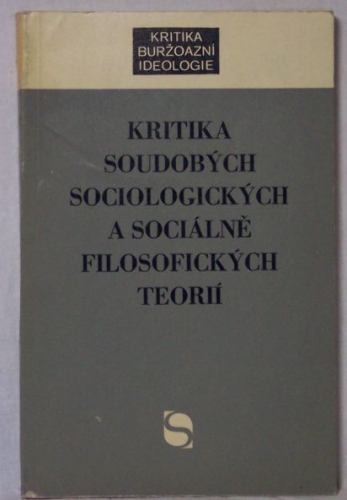 KRITIKA
BURŽOAZNÍ
IDEOLOGIE
KRITIKA
SOUDOBÝCH
SOCIOLOGICKÝCH
A SOCIÁLNĚ
FILOSOFICKÝCH
TEORIÍ
S